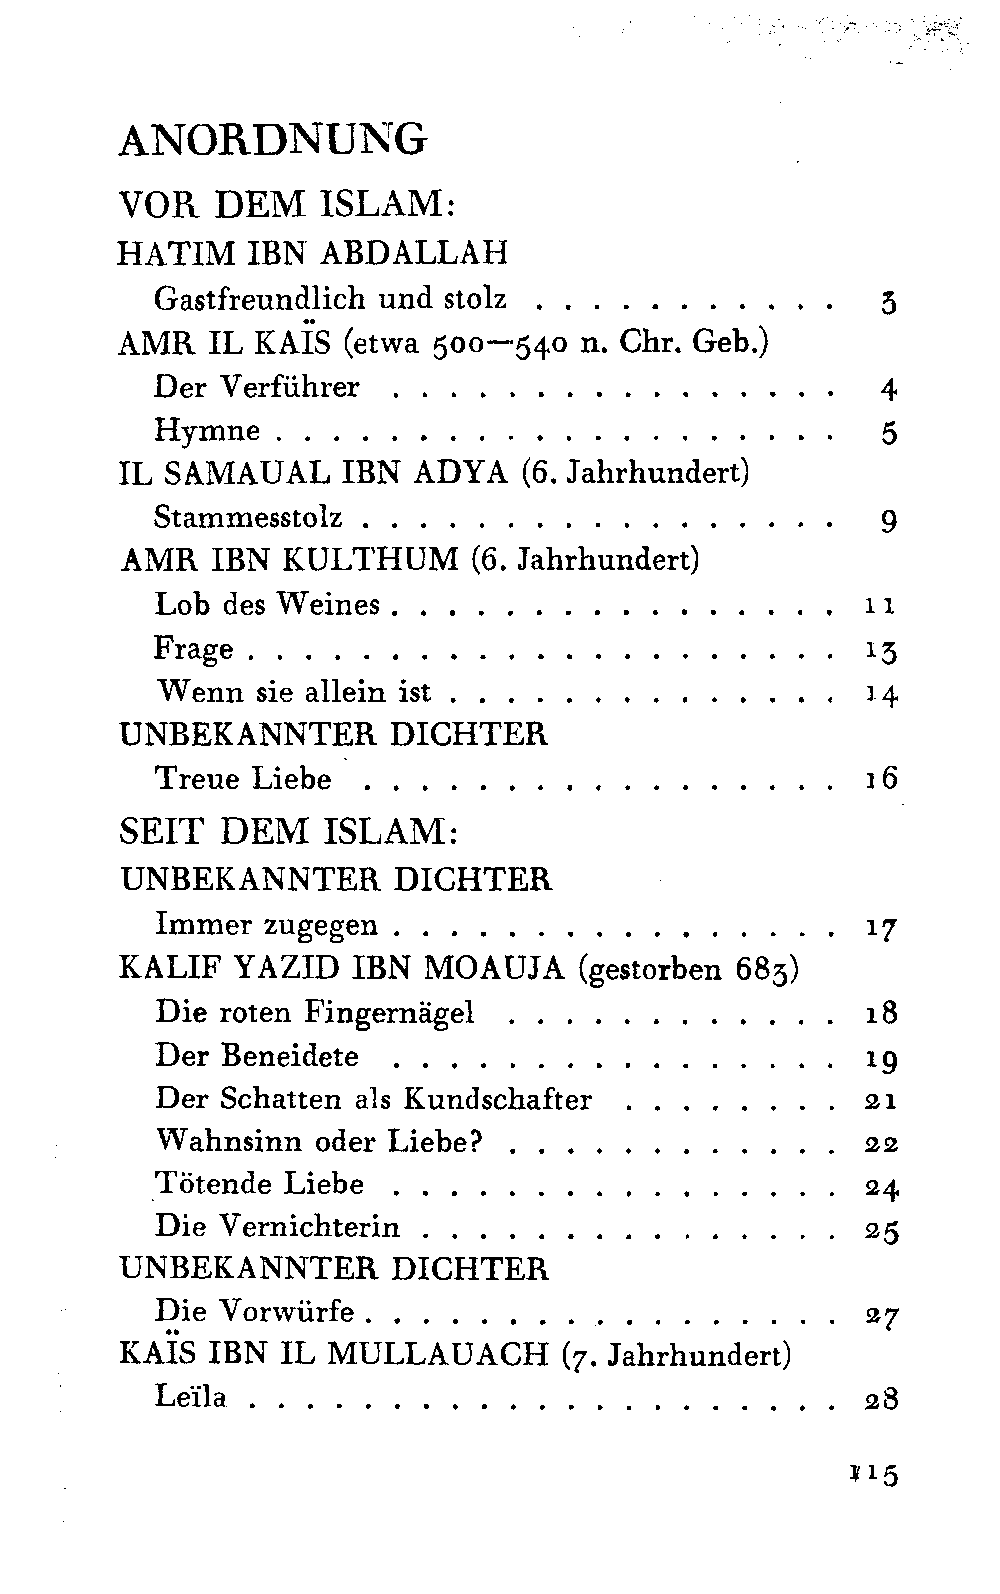 ANORDNUNG
VOR DEM ISLAM:
HATIM IBN ABDALLAH
Gastfreundlich und stolz . . . . . . . . . . . 3
AMR IL KAÏS (etwa 500—540 n. Chr. Geb.)
Der Verführer . . . . . . . . . . . . . . . . 4
Hymne . . . . . . . . . . . . . . . . . . . . 5
IL SAMAUAL IBN ADYA (6. Jahrhundert)
Stammesstolz . . . . . . . . . . . . . . . . . 9
AMR IBN KULTHUM (6. Jahrhundert)
Lob des Weines . . . . . . . . . . . . . . . . 11
Frage . . . . . . . . . . . . . . . . . . . . . 13
Wenn sie allein ist . . . . . . . . . . . . . . 14
UNBEKANNTER DICHTER
Treue Liebe . . . . . . . . . . . . . . . . . 16
SEIT DEM ISLAM:
UNBEKANNTER DICHTER
Immer zugegen . . . . . . . . . . . . . . . . 17
KALIF YAZID IBN MOAUJA (gestorben 683)
Die roten Fingernägel . . . . . . . . . . . . 18
Der Beneidete . . . . . . . . . . . . . . . . 19
Der Schatten als Kundschafter . . . . . . . . 21
Wahnsinn oder Liebe? . . . . . . . . . . . . 22
Tötende Liebe . . . . . . . . . . . . . . . . 24
Die Vernichterin . . . . . . . . . . . . . . . 25
UNBEKANNTER DICHTER
Die Vorwürfe . . . . . . . . . . . . . . . . . 27
KAÏS IBN IL MULLAUACH (7. Jahrhundert)
Leïla . . . . . . . . . . . . . . . . . . . . . 28
115